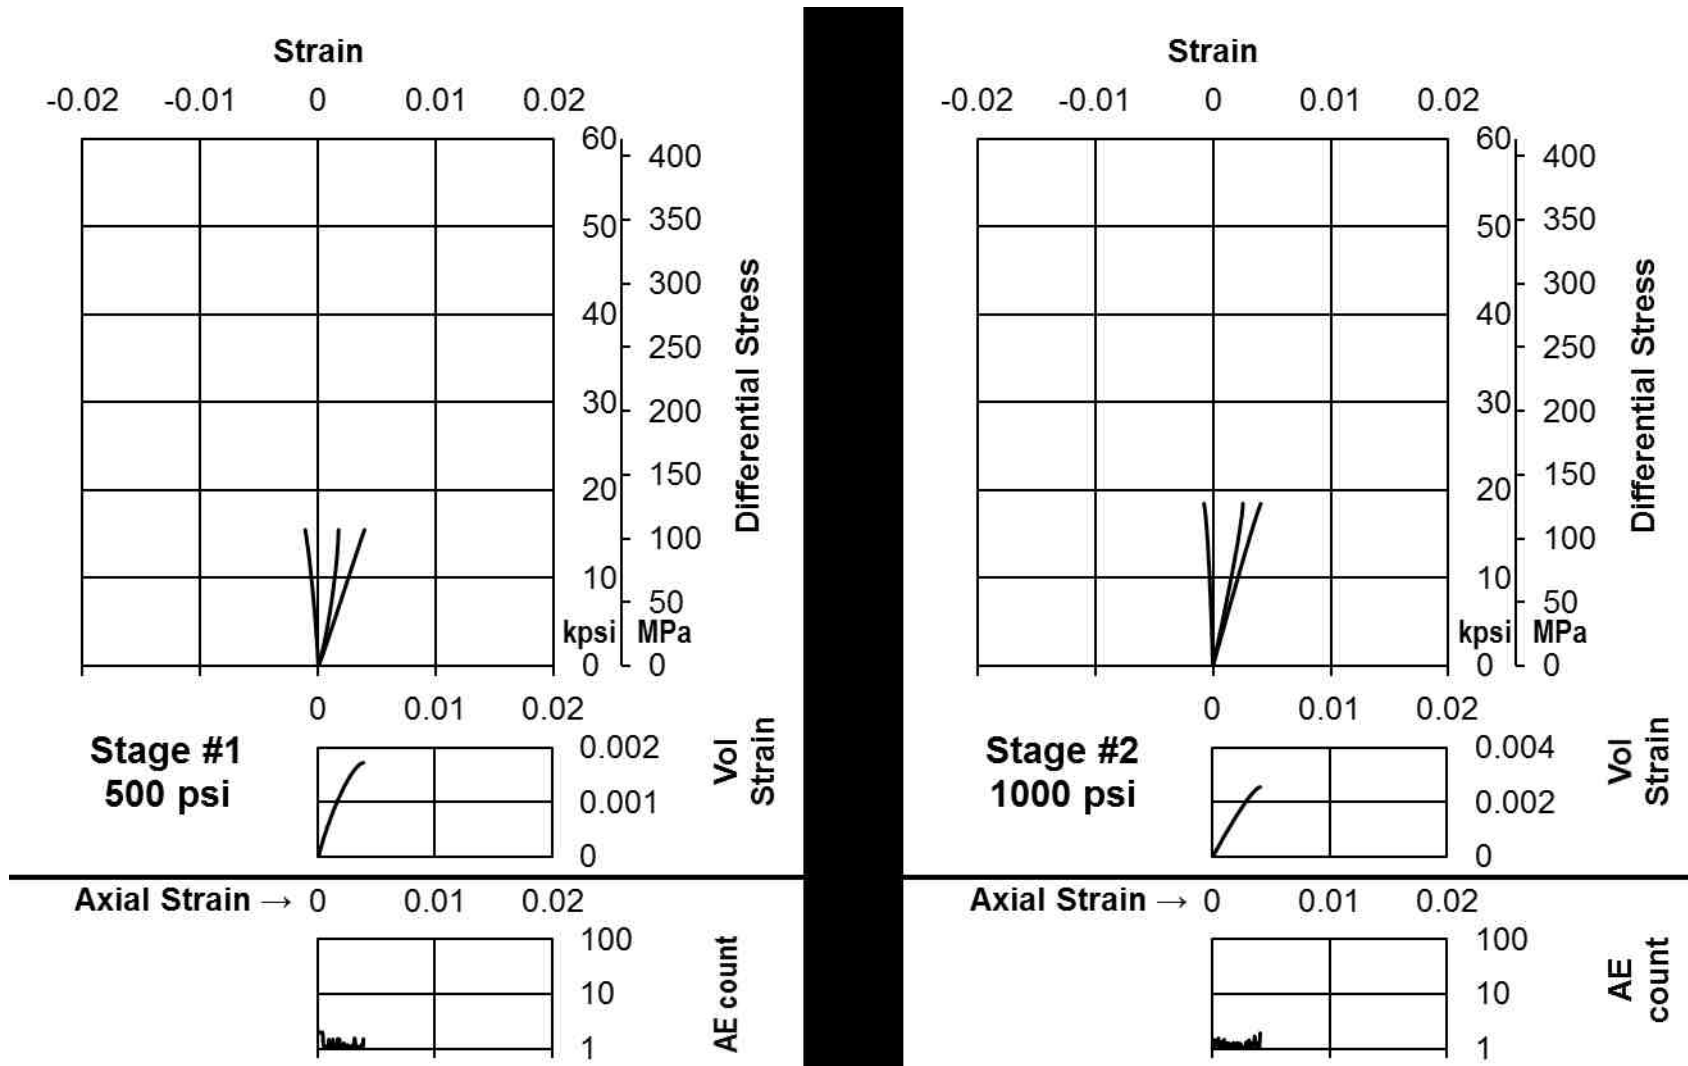 Strain
-0.02 -0.01 0 0.01 0.02
60
400
50
350
300
40
250
30
200
150
20
100
10
50
kpsi MPa
0 0
Differential Stress
0 0.01 0.02
Stage #1
500 psi
0.002
0.001
0
Vol
Strain
Axial Strain → 0 0.01 0.02
100
10
1
AE count
Strain
-0.02 -0.01 0 0.01 0.02
60
400
50
350
300
40
250
30
200
150
20
100
10
50
kpsi MPa
0 0
Differential Stress
0 0.01 0.02
Stage #2
1000 psi
0.004
0.002
0
Vol
Strain
Axial Strain → 0 0.01 0.02
100
10
1
AE
count